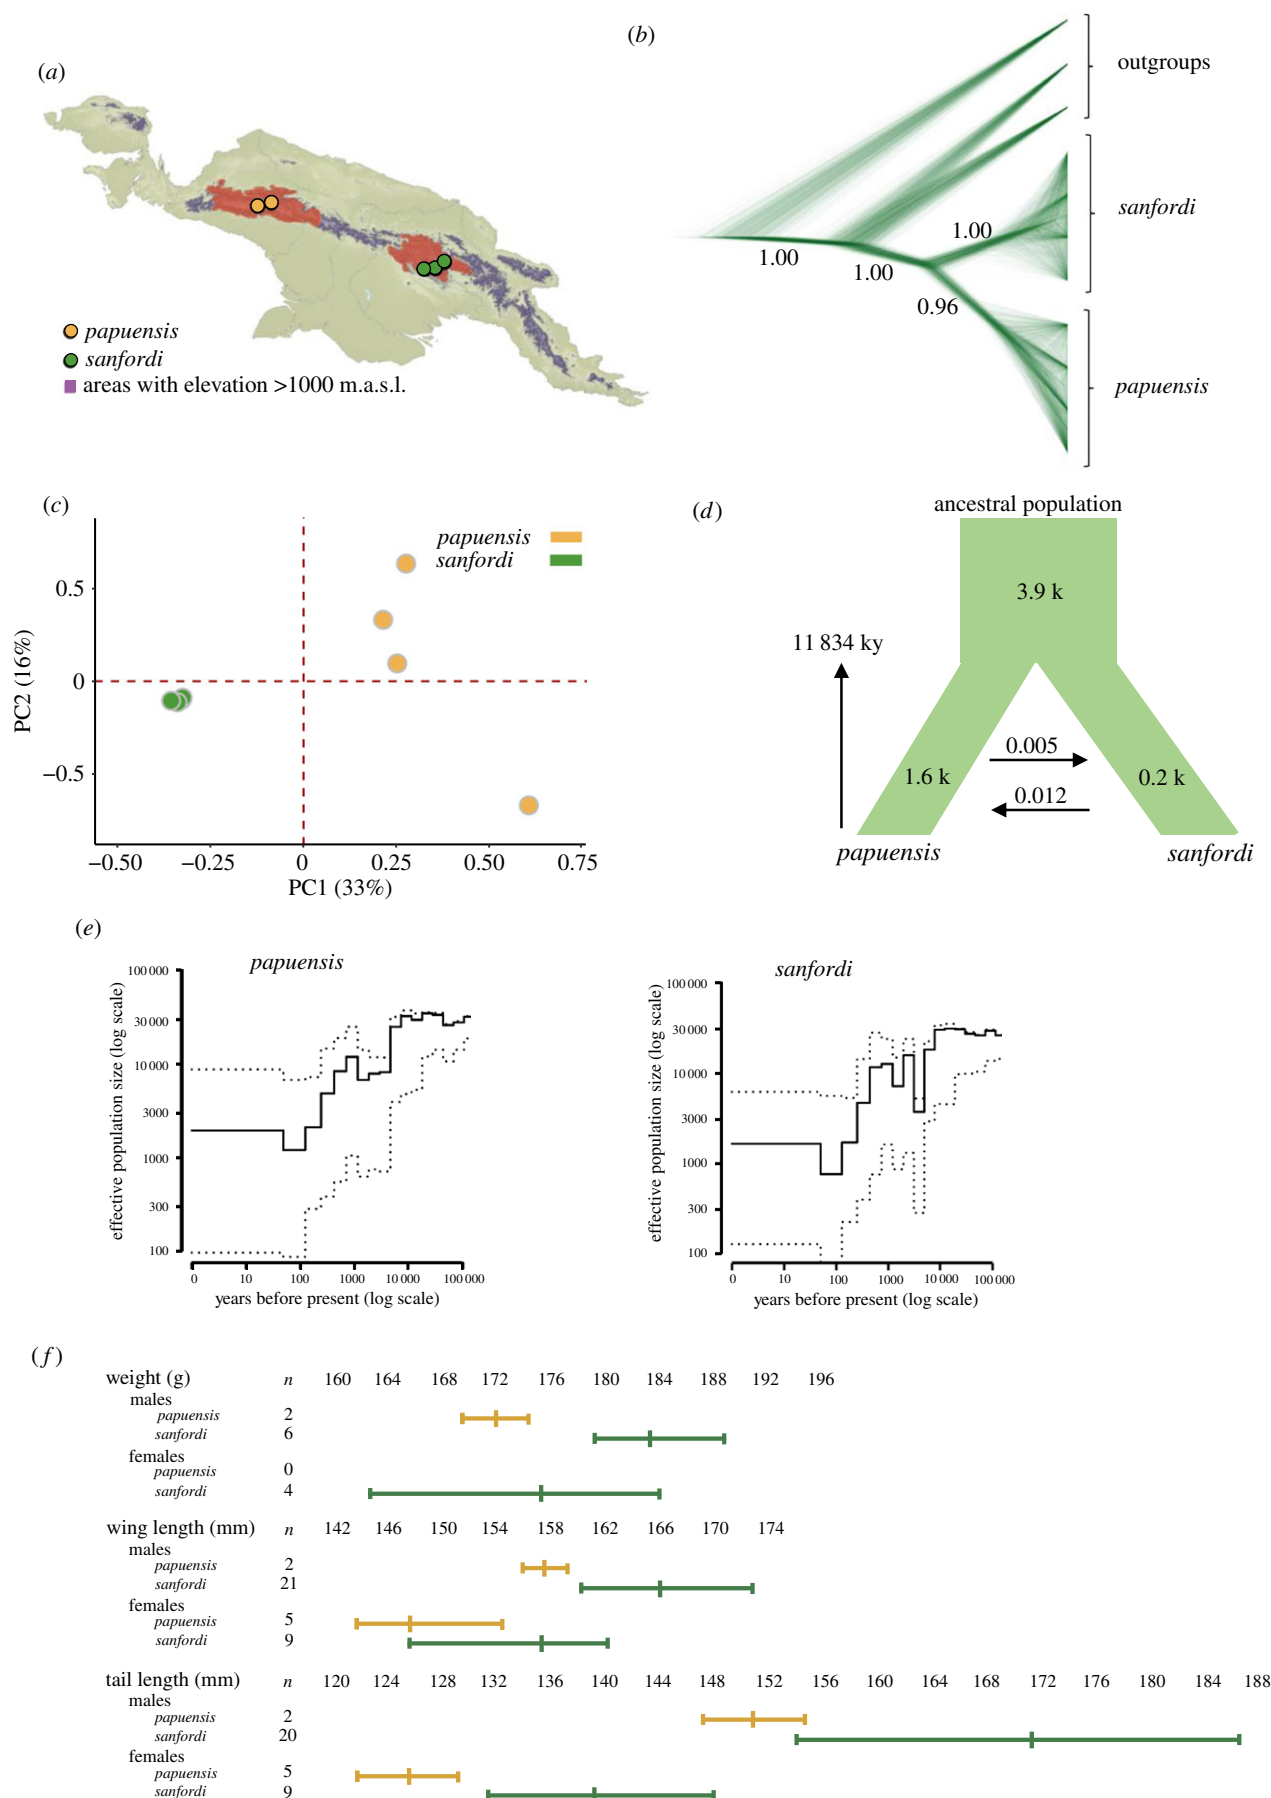 (a)
papuensis
sanfordi
areas with elevation >1000 m.a.s.l.
(b)
outgroups
sanfordi
papuensis
1.00
1.00
1.00
0.96
(c)
papuensis
sanfordi
PC2 (16%)
0.5
0
−0.5
−0.50 −0.25 0 0.25 0.50 0.75
PC1 (33%)
(d)
ancestral population
3.9 k
11 834 ky
0.005
1.6 k
0.2 k
0.012
papuensis
sanfordi
(e)
papuensis
effective population size (log scale)
100 000
30 000
10 000
3000
1000
300
100
0 10 100 1000 10 000 100 000
years before present (log scale)
sanfordi
effective population size (log scale)
100 000
30 000
10 000
3000
1000
300
100
0 10 100 1000 10 000 100 000
years before present (log scale)
(f)
weight (g) n 160 164 168 172 176 180 184 188 192 196
males
papuensis 2
sanfordi 6
females
papuensis 0
sanfordi 4
wing length (mm) n 142 146 150 154 158 162 166 170 174
males
papuensis 2
sanfordi 21
females
papuensis 5
sanfordi 9
tail length (mm) n 120 124 128 132 136 140 144 148 152 156 160 164 168 172 176 180 184 188
males
papuensis 2
sanfordi 20
females
papuensis 5
sanfordi 9